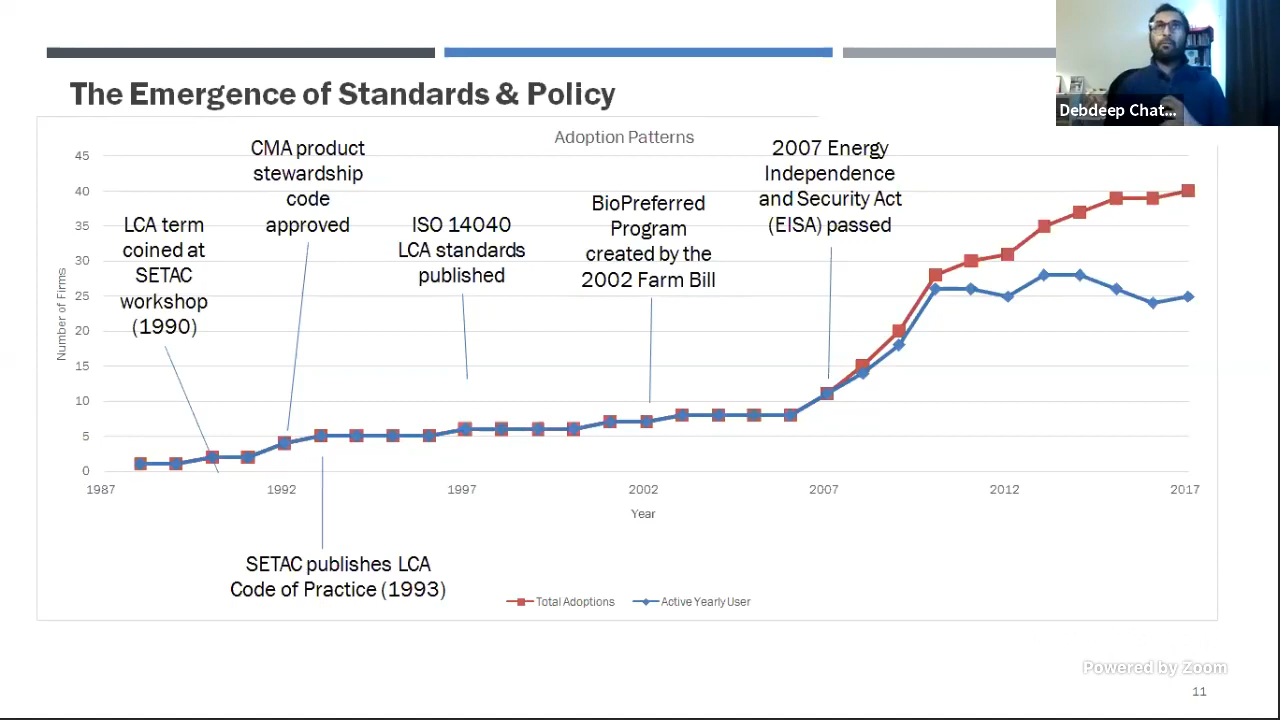 Debdeep Chat...
The Emergence of Standards & Policy
Adoption Patterns
CMA product
stewardship
code
approved
2007 Energy
Independence
and Security Act
(EISA) passed
LCA term
coined at
SETAC
workshop
(1990)
ISO 14040
LCA standards
published
BioPreferred
Program
created by the
2002 Farm Bill
Number of Firms
45
40
35
30
25
20
15
10
5
0
1987
1992
1997
2002
2007
2012
2017
Year
SETAC publishes LCA
Code of Practice (1993)
Total Adoptions
Active Yearly User
Powered by Zoom
11